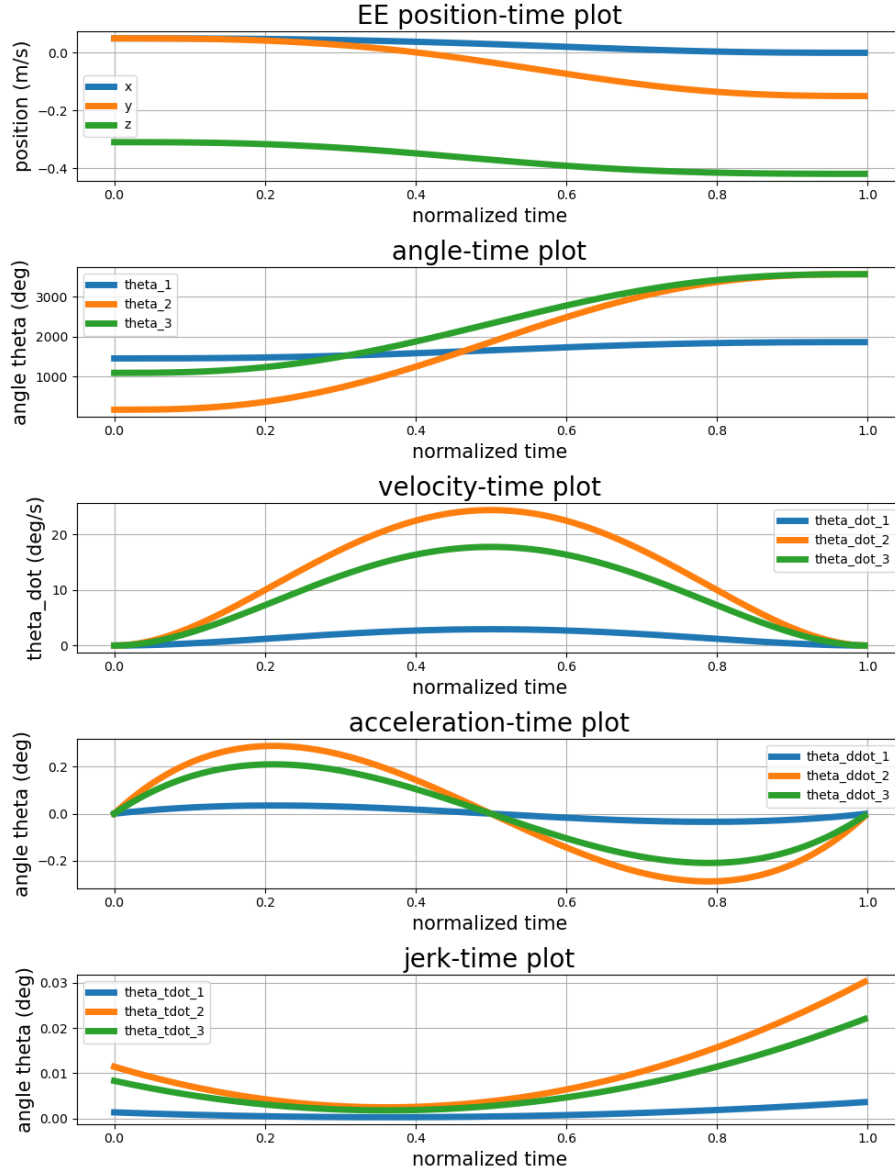 EE position-time plot
position (m/s)
0.0
−0.2
−0.4
x
y
z
0.0 0.2 0.4 0.6 0.8 1.0
normalized time
angle-time plot
angle theta (deg)
3000
2000
1000
theta_1
theta_2
theta_3
0.0 0.2 0.4 0.6 0.8 1.0
normalized time
velocity-time plot
theta_dot (deg/s)
20
10
0
theta_dot_1
theta_dot_2
theta_dot_3
0.0 0.2 0.4 0.6 0.8 1.0
normalized time
acceleration-time plot
angle theta (deg)
0.2
0.0
−0.2
theta_ddot_1
theta_ddot_2
theta_ddot_3
0.0 0.2 0.4 0.6 0.8 1.0
normalized time
jerk-time plot
angle theta (deg)
0.03
0.02
0.01
0.00
theta_tdot_1
theta_tdot_2
theta_tdot_3
0.0 0.2 0.4 0.6 0.8 1.0
normalized time